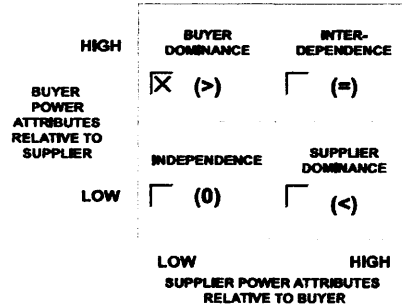 HIGH
BUYER
DOMINANCE
INTER-
DEPENDENCE
(>)
(=)
BUYER
POWER
ATTRIBUTES
RELATIVE TO
SUPPLIER
INDEPENDENCE
SUPPLIER
DOMINANCE
LOW
(0)
(<)
LOW
HIGH
SUPPLIER POWER ATTRIBUTES
RELATIVE TO BUYER